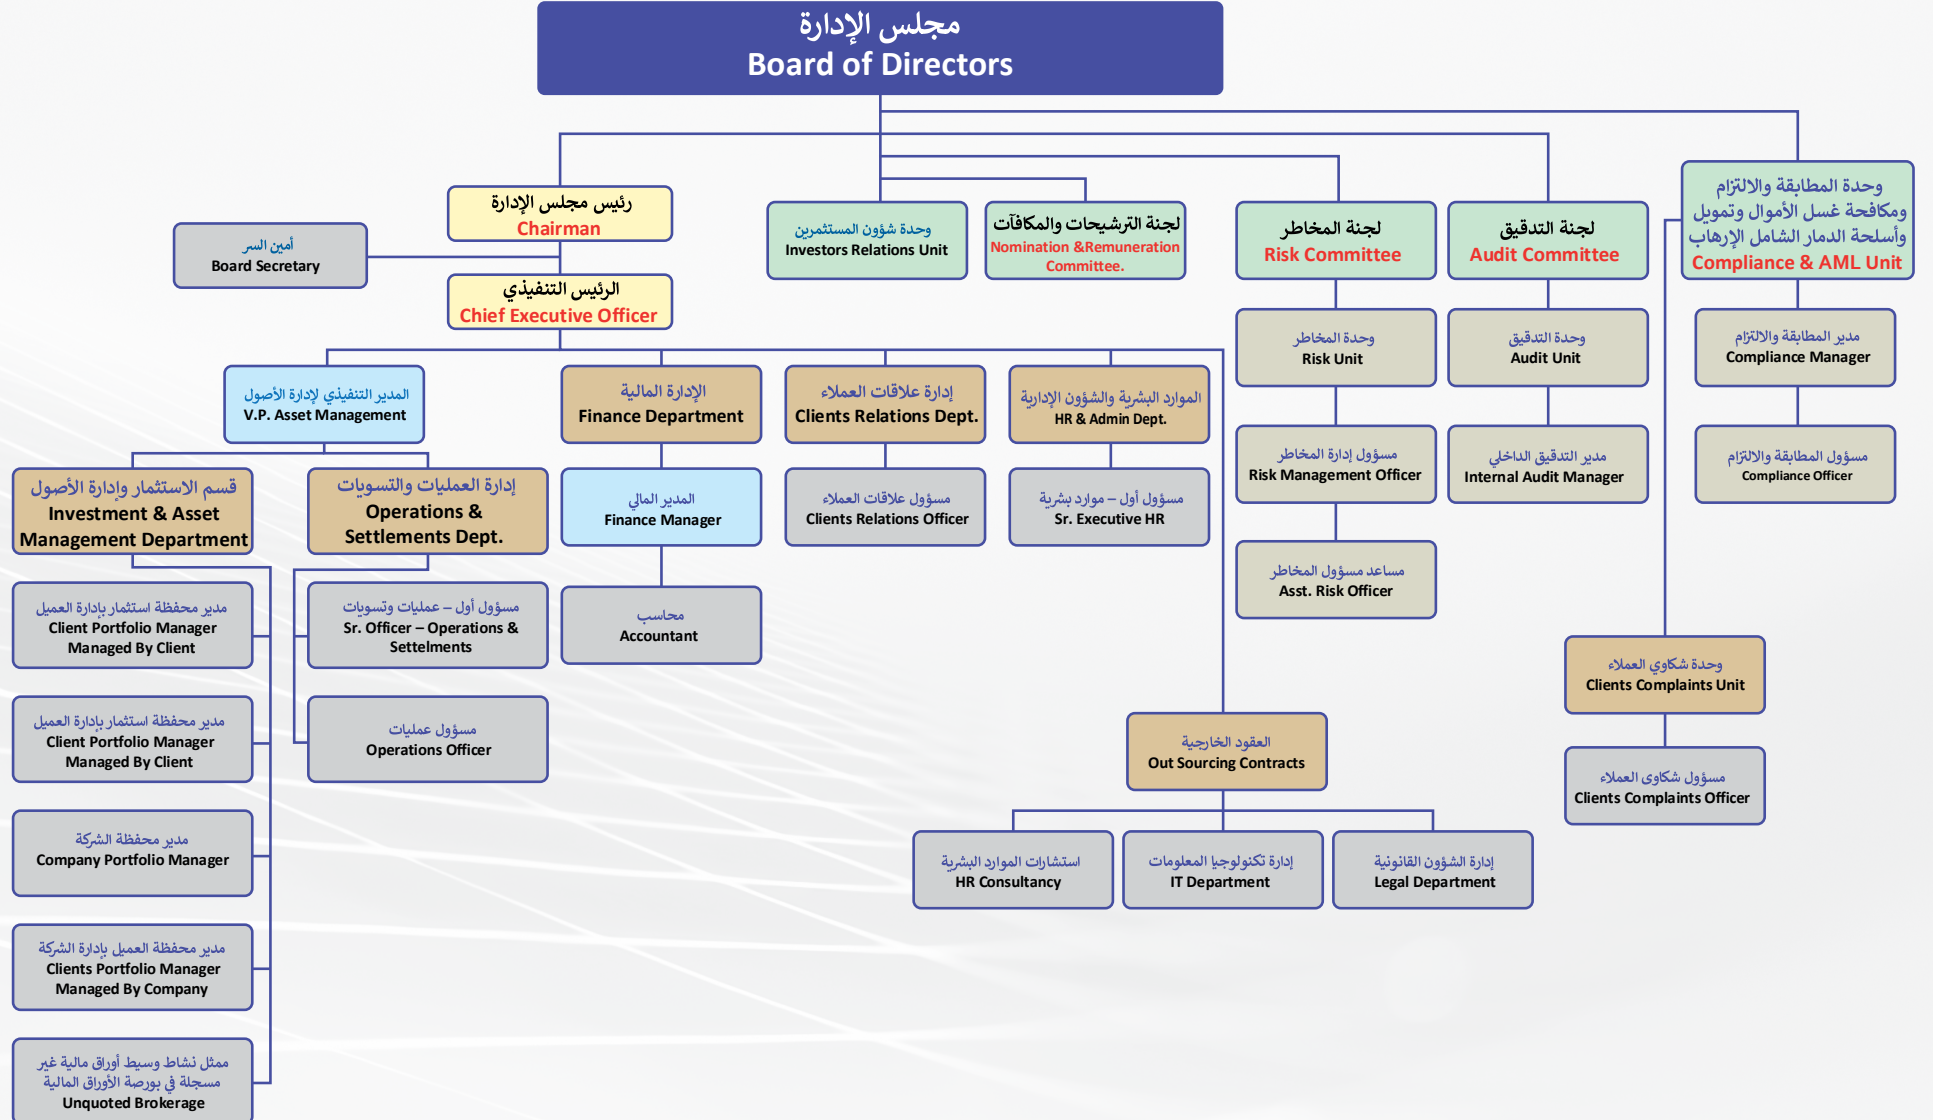 مجلس الإدارة
Board of Directors
رئيس مجلس الإدارة
Chairman
أمين السر
Board Secretary
الرئيس التنفيذي
Chief Executive Officer
وحدة شؤون المستثمرين
Investors Relations Unit
لجنة الترشيحات والمكافآت
Nomination &Remuneration
Committee.
لجنة المخاطر
Risk Committee
لجنة التدقيق
Audit Committee
وحدة المطابقة والالتزام
ومكافحة غسل الأموال وتمويل
وأسلحة الدمار الشامل الإرهاب
Compliance & AML Unit
وحدة المخاطر
Risk Unit
وحدة التدقيق
Audit Unit
مدير المطابقة والالتزام
Compliance Manager
المدير التنفيذي لإدارة الأصول
V.P. Asset Management
الإدارة المالية
Finance Department
إدارة علاقات العملاء
Clients Relations Dept.
الموارد البشرية والشؤون الإدارية
HR & Admin Dept.
مسؤول إدارة المخاطر
Risk Management Officer
مدير التدقيق الداخلي
Internal Audit Manager
مسؤول المطابقة والالتزام
Compliance Officer
قسم الاستثمار وإدارة الأصول
Investment & Asset
Management Department
إدارة العمليات والتسويات
Operations &
Settlements Dept.
المدير المالي
Finance Manager
مسؤول علاقات العملاء
Clients Relations Officer
مسؤول أول – موارد بشرية
Sr. Executive HR
مساعد مسؤول المخاطر
Asst. Risk Officer
مدير محفظة استثمار بإدارة العميل
Client Portfolio Manager
Managed By Client
مسؤول أول – عمليات وتسويات
Sr. Officer – Operations &
Settelments
محاسب
Accountant
وحدة شكاوي العملاء
Clients Complaints Unit
مدير محفظة استثمار بإدارة العميل
Client Portfolio Manager
Managed By Client
مسؤول عمليات
Operations Officer
العقود الخارجية
Out Sourcing Contracts
مسؤول شكاوى العملاء
Clients Complaints Officer
مدير محفظة الشركة
Company Portfolio Manager
استشارات الموارد البشرية
HR Consultancy
إدارة تكنولوجيا المعلومات
IT Department
إدارة الشؤون القانونية
Legal Department
مدير محفظة العميل بإدارة الشركة
Clients Portfolio Manager
Managed By Company
ممثل نشاط وسيط أوراق مالية غير
مسجلة في بورصة الأوراق المالية
Unquoted Brokerage